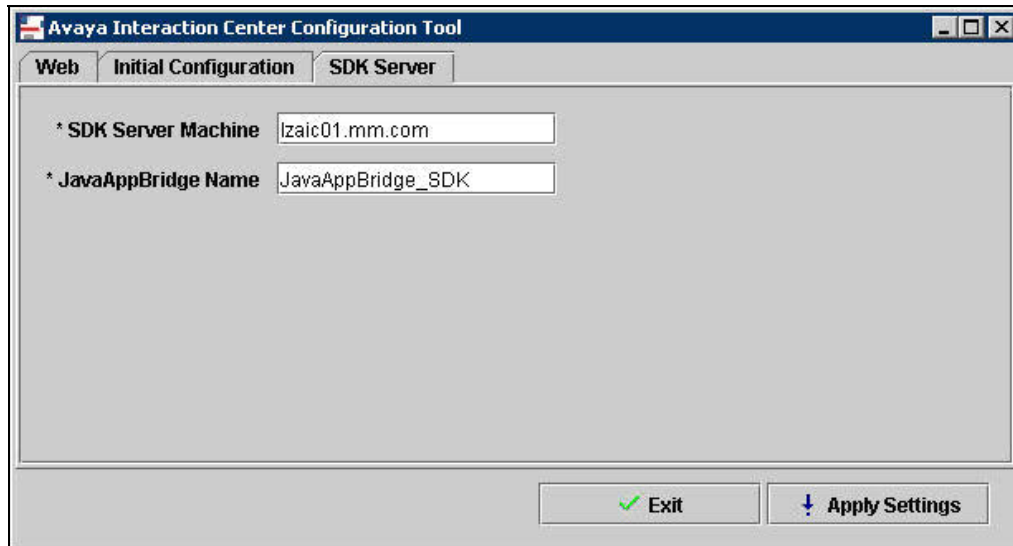 Avaya Interaction Center Configuration Tool
Web Initial Configuration SDK Server
* SDK Server Machine lzaic01.mm.com
* JavaAppBridge Name JavaAppBridge_SDK
Exit Apply Settings